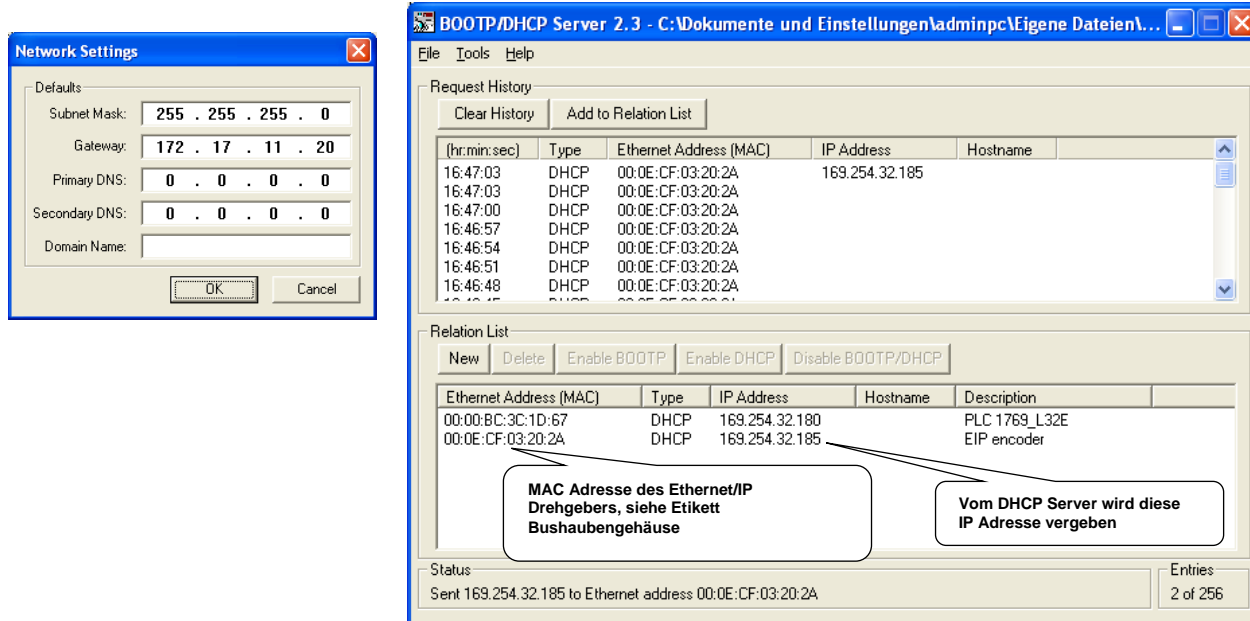 Network Settings
Defaults
Subnet Mask: 255 . 255 . 255 . 0
Gateway: 172 . 17 . 11 . 20
Primary DNS: 0 . 0 . 0 . 0
Secondary DNS: 0 . 0 . 0 . 0
Domain Name:
OK Cancel
BOOTP/DHCP Server 2.3 - C:\Dokumente und Einstellungen\adminpc\Eigene Dateien\...
File Tools Help
Request History
Clear History Add to Relation List
(hr:min:sec) Type Ethernet Address (MAC) IP Address Hostname
16:47:03 DHCP 00:0E:CF:03:20:2A 169.254.32.185
16:47:03 DHCP 00:0E:CF:03:20:2A
16:47:00 DHCP 00:0E:CF:03:20:2A
16:46:57 DHCP 00:0E:CF:03:20:2A
16:46:54 DHCP 00:0E:CF:03:20:2A
16:46:51 DHCP 00:0E:CF:03:20:2A
16:46:48 DHCP 00:0E:CF:03:20:2A
Relation List
New Delete Enable BOOTP Enable DHCP Disable BOOTP/DHCP
Ethernet Address (MAC) Type IP Address Hostname Description
00:00:BC:3C:1D:67 DHCP 169.254.32.180 PLC 1769_L32E
00:0E:CF:03:20:2A DHCP 169.254.32.185 EIP encoder
MAC Adresse des Ethernet/IP
Drehgebers, siehe Etikett
Bushaubengehäuse
Vom DHCP Server wird diese
IP Adresse vergeben
Status
Sent 169.254.32.185 to Ethernet address 00:0E:CF:03:20:2A
Entries
2 of 256